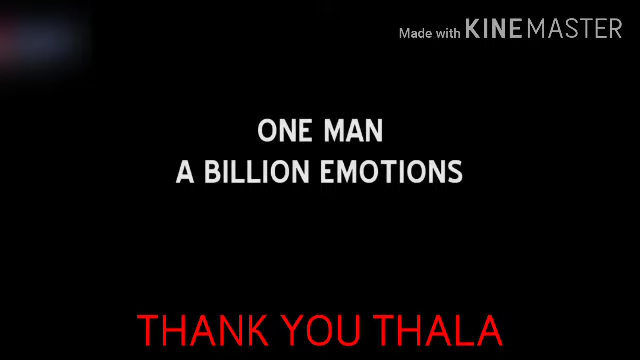 Made with KINEMASTER
ONE MAN
A BILLION EMOTIONS
THANK YOU THALA